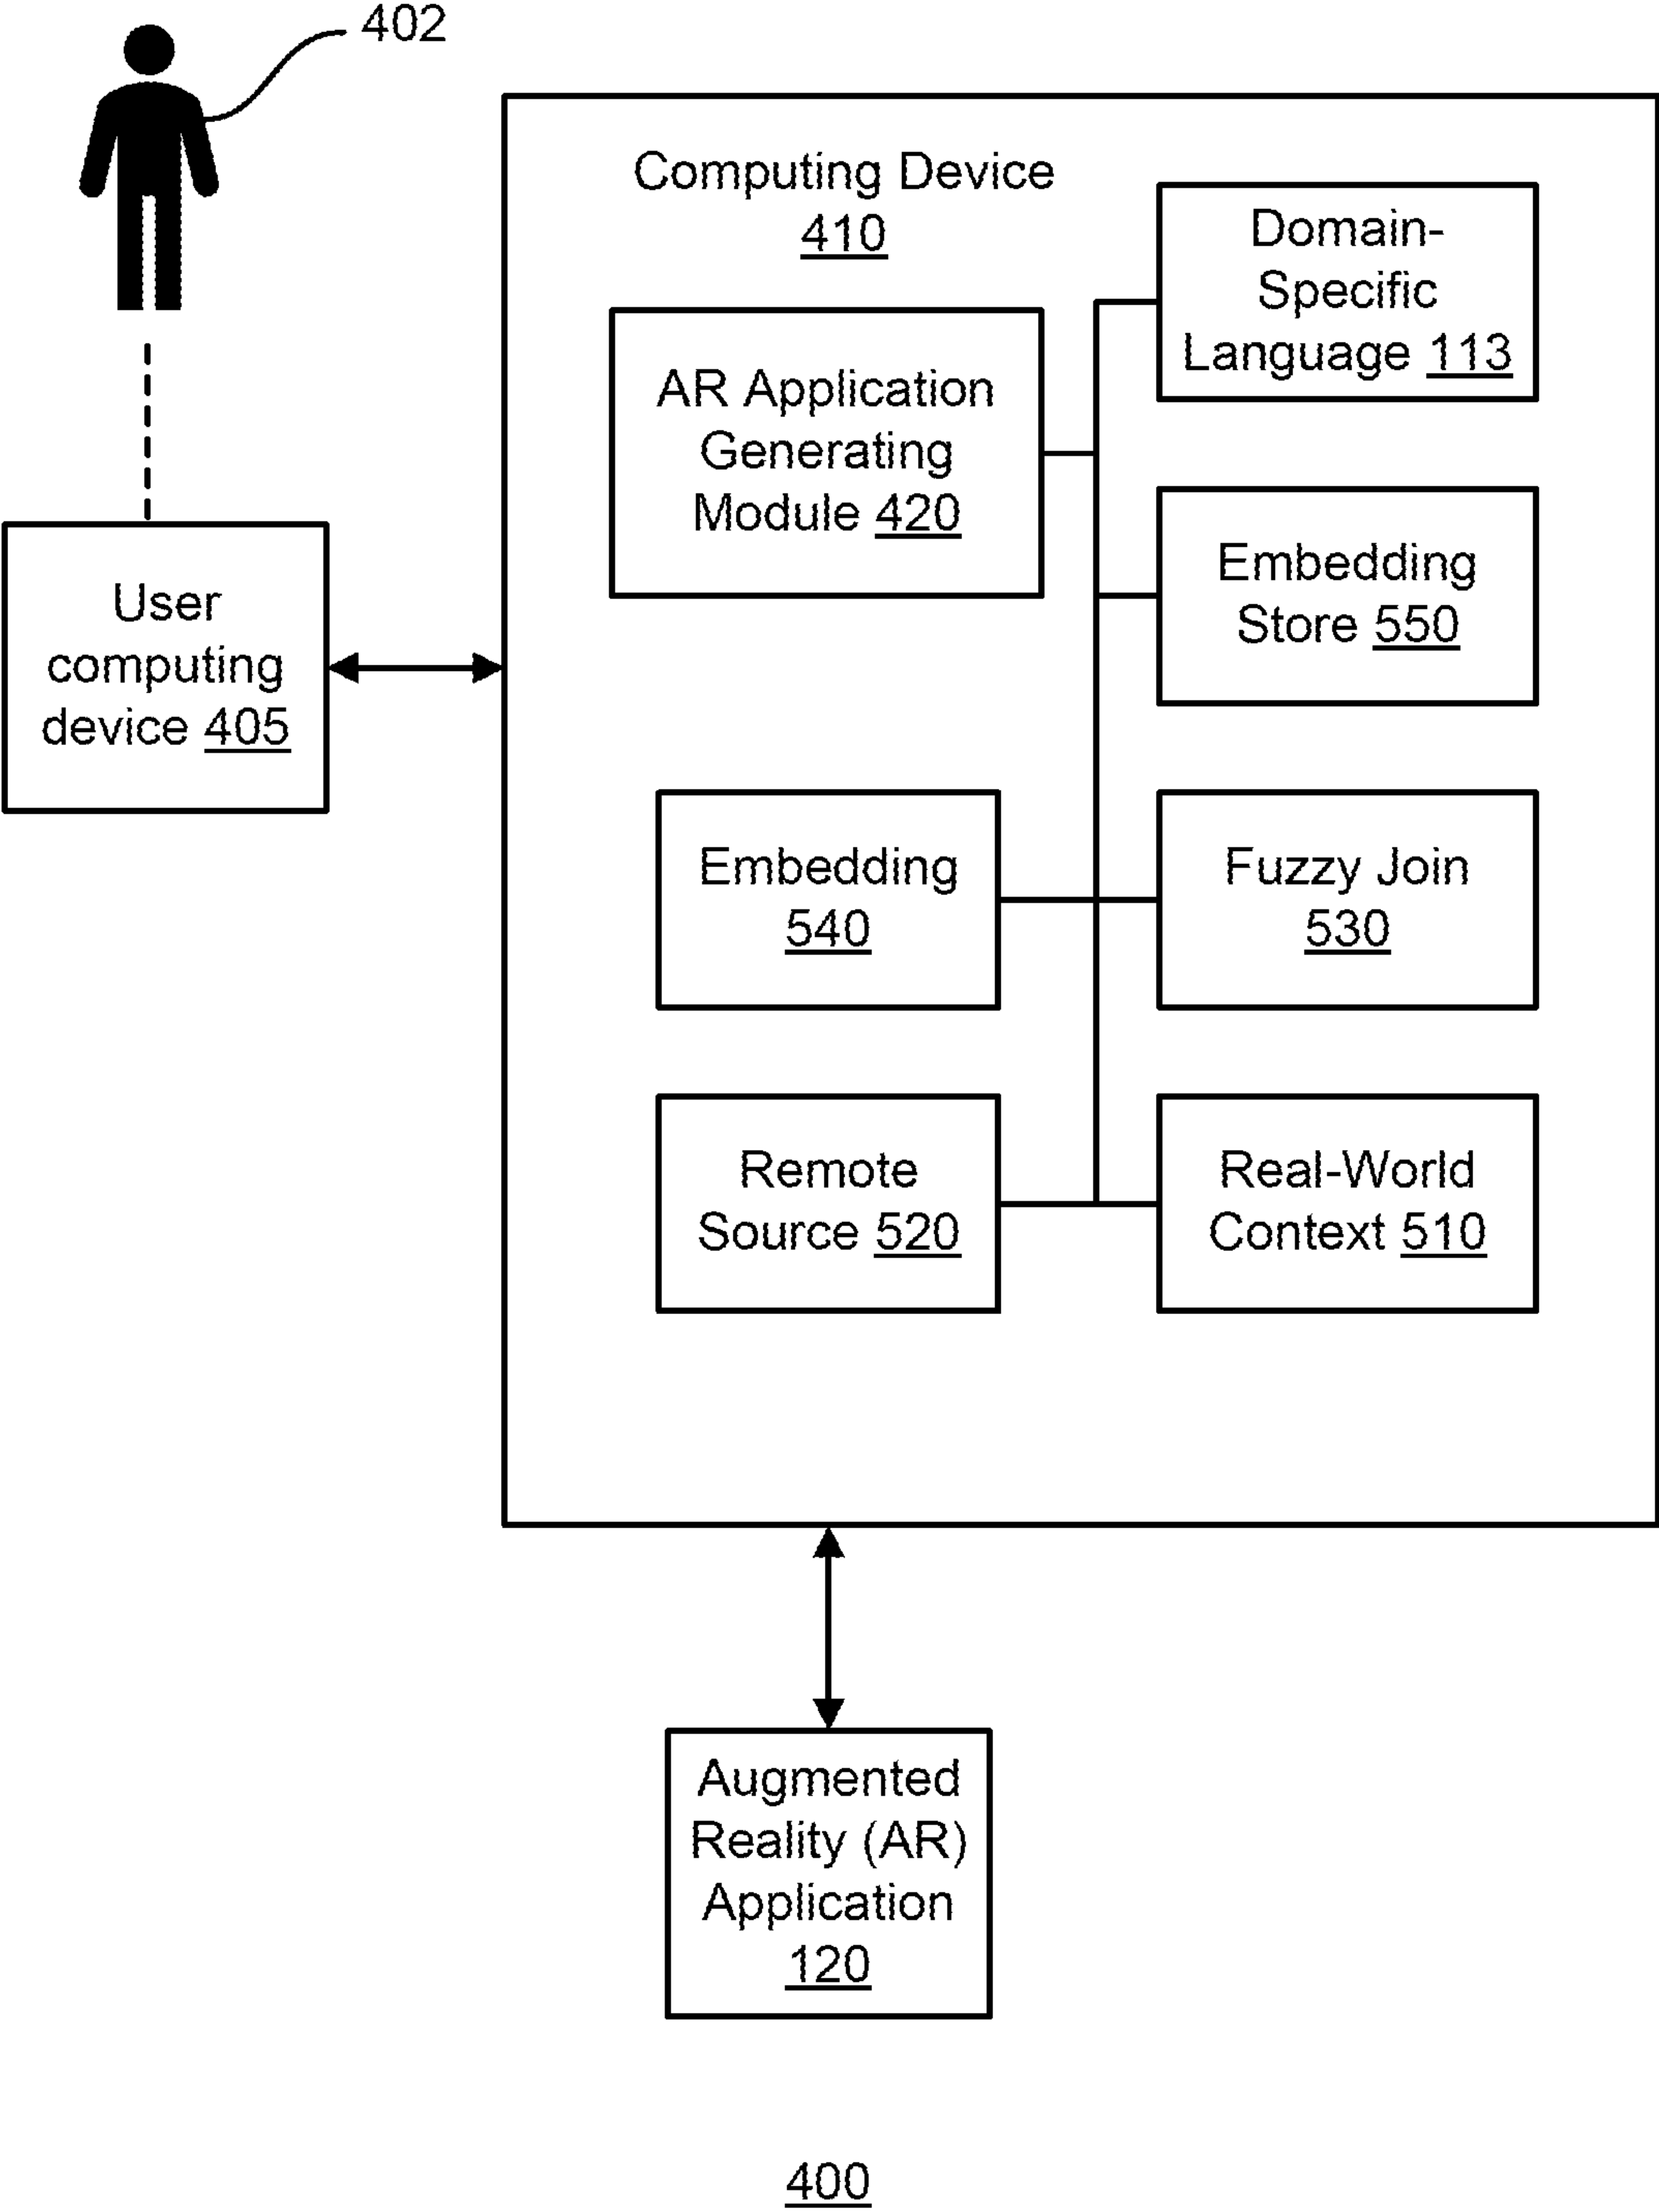 402
Computing Device
410
Domain-
Specific
Language 113
AR Application
Generating
Module 420
Embedding
Store 550
User
computing
device 405
Embedding
540
Fuzzy Join
530
Remote
Source 520
Real-World
Context 510
Augmented
Reality (AR)
Application
120
400